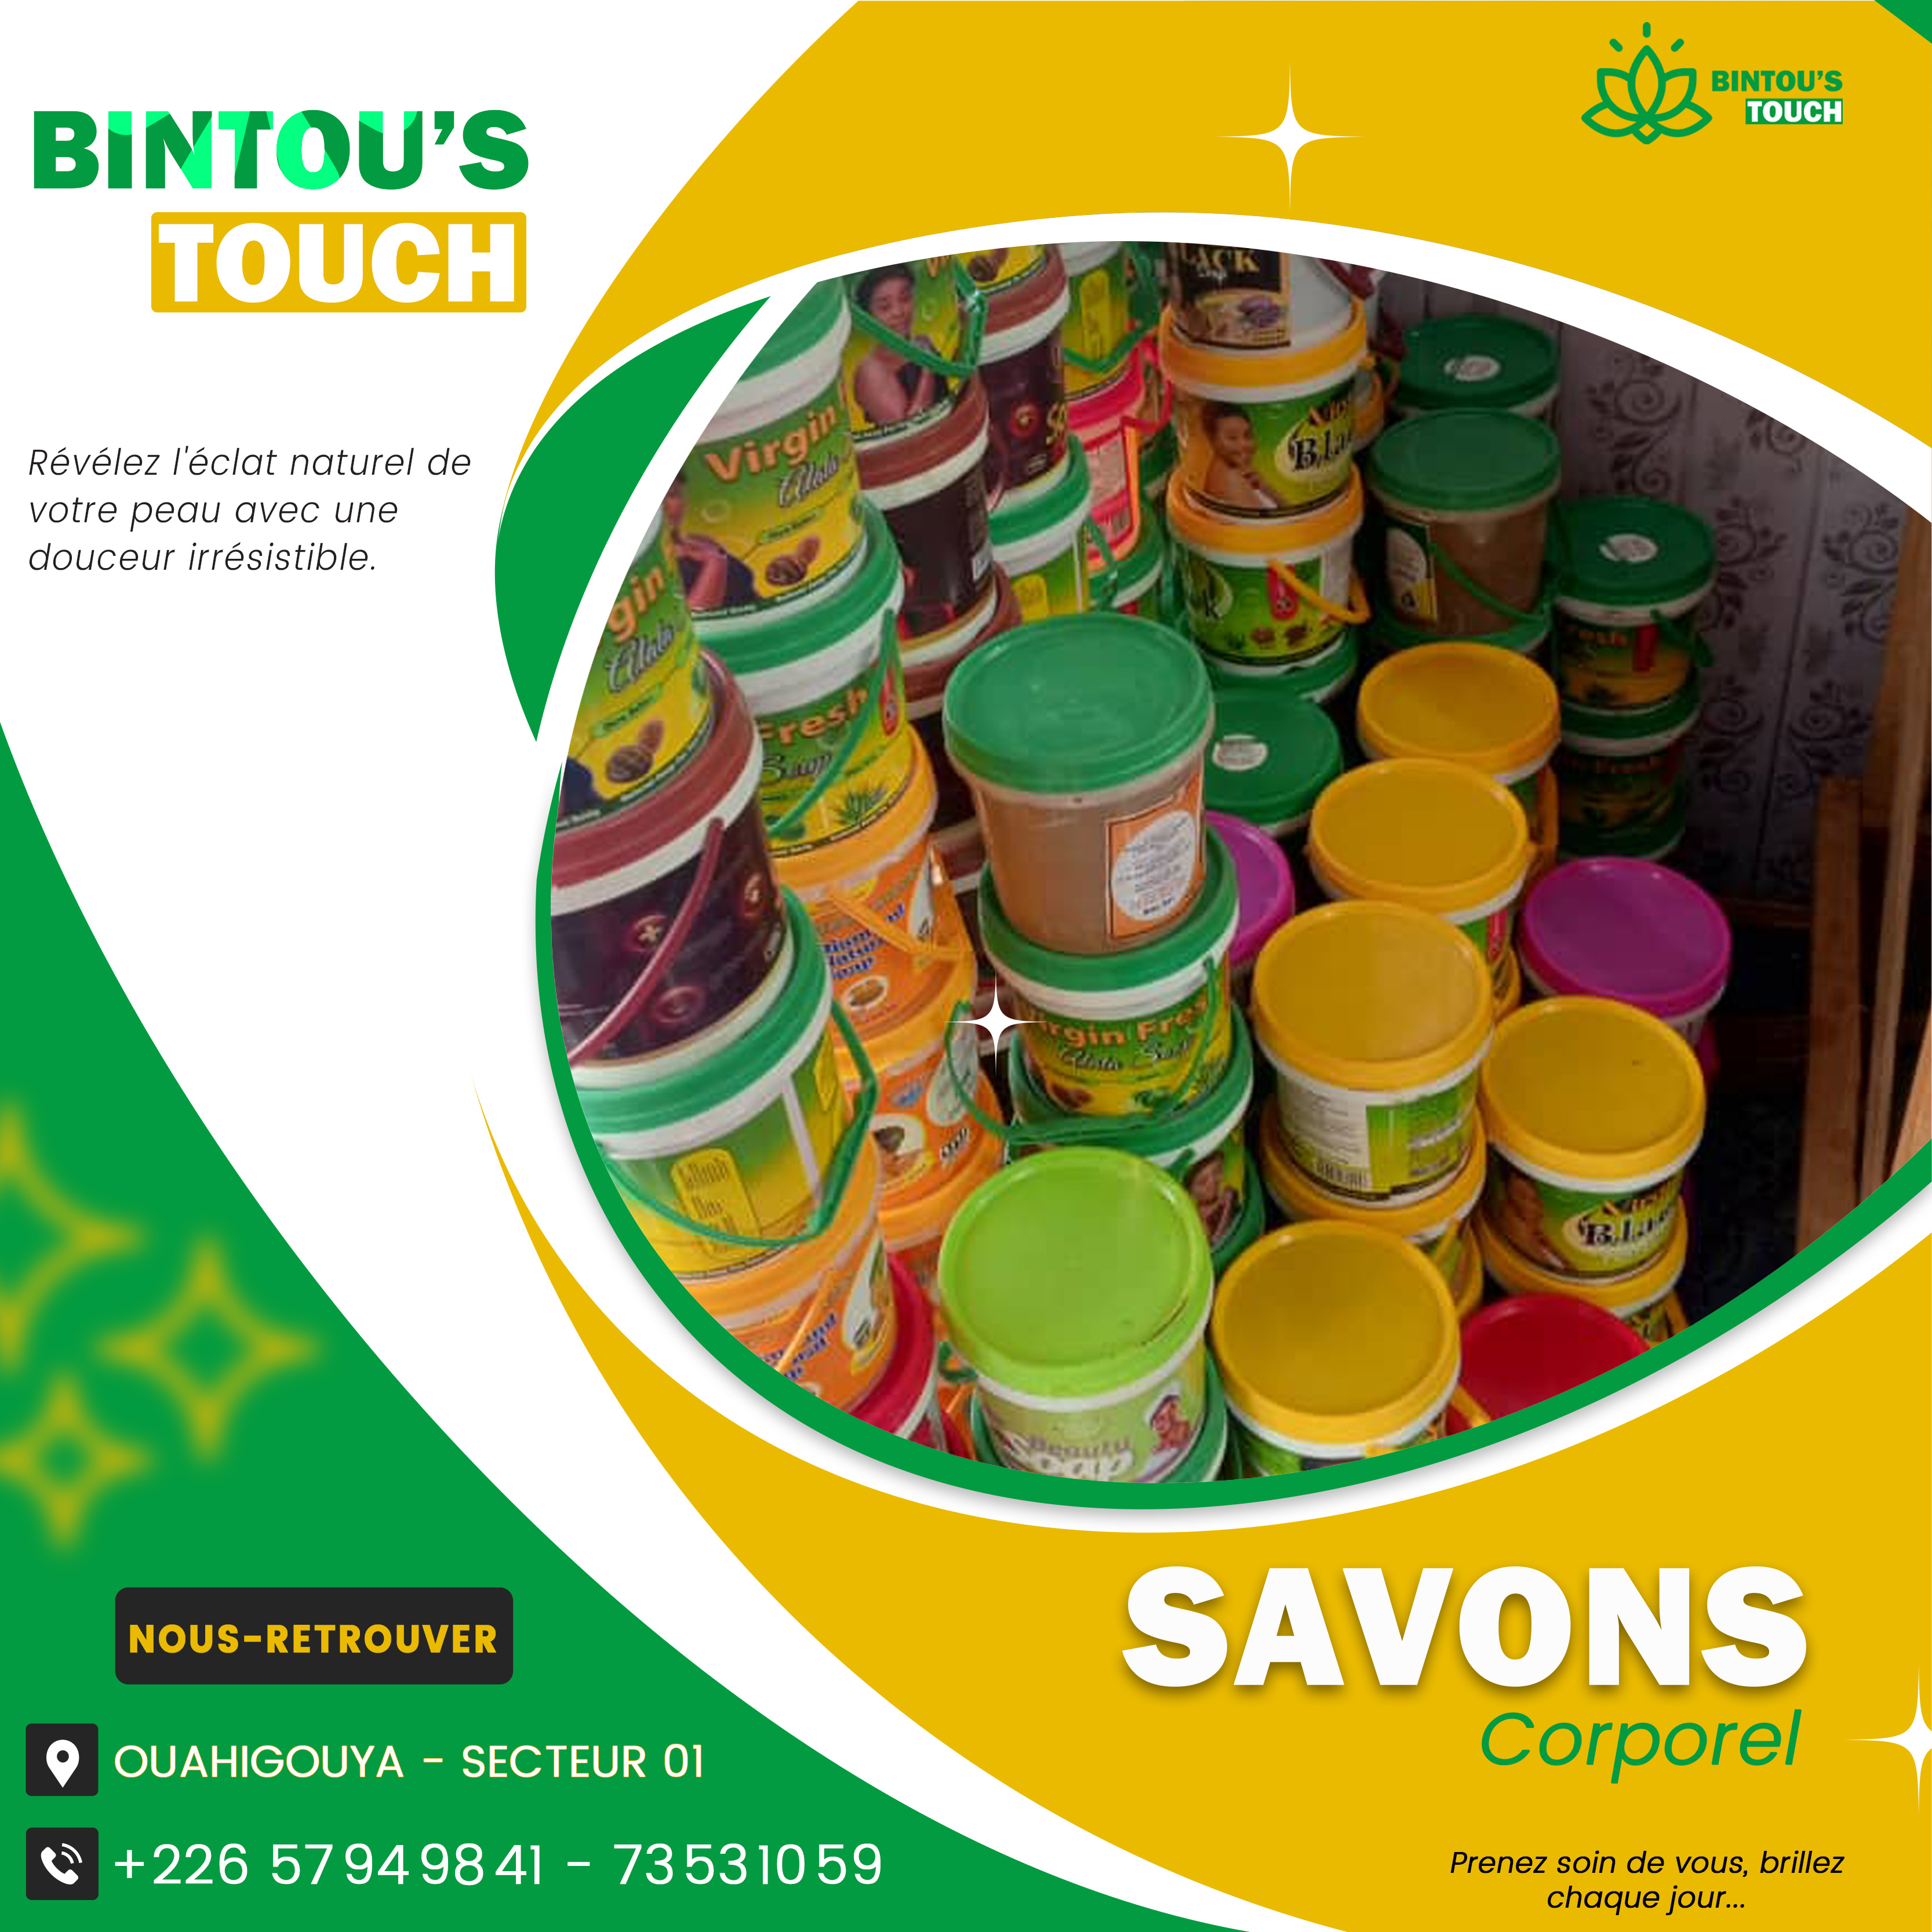 BINTOU'S
TOUCH
BINTOU'S
TOUCH
Révélez l'éclat naturel de
votre peau avec une
douceur irrésistible.
Virgin
Fresh
Soap
Virgin Fresh
Beauty
Soap
SAVONS
Corporel
Prenez soin de vous, brillez
chaque jour...
NOUS-RETROUVER
OUAHIGOUYA - SECTEUR 01
+226 57 94 98 41 - 73 53 10 59